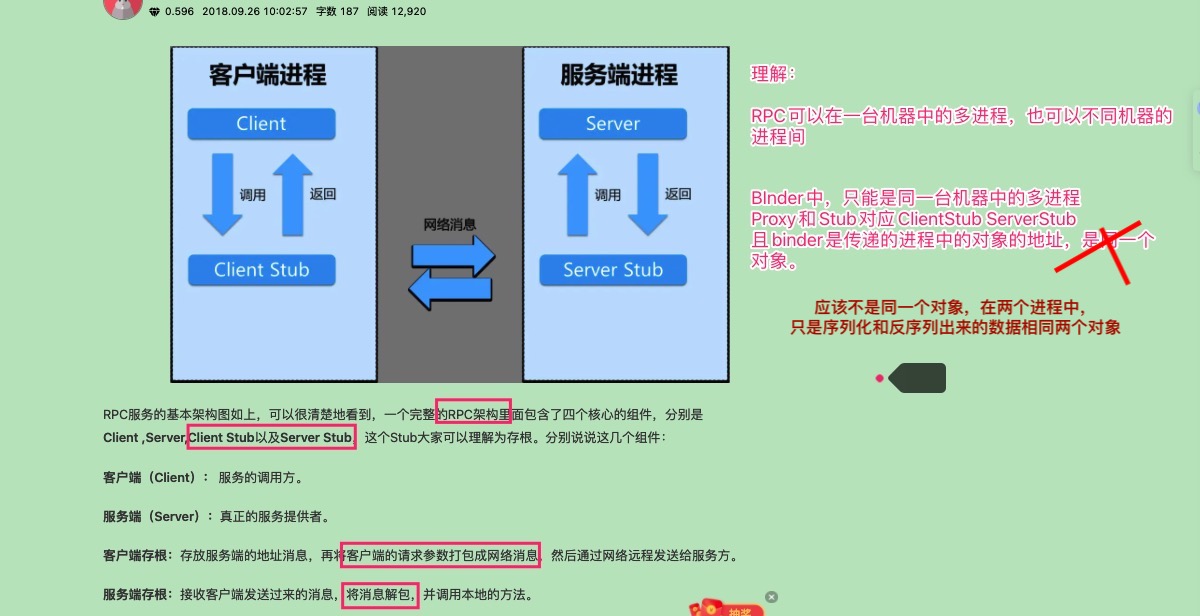 0.596 2018.09.26 10:02:57 字数 187 阅读 12,920
客户端进程
Client
调用
返回
Client Stub
网络消息
服务端进程
Server
调用
返回
Server Stub
理解：
RPC可以在一台机器中的多进程，也可以不同机器的
进程间
BInder中，只能是同一台机器中的多进程
Proxy和Stub对应 ClientStub ServerStub
且binder是传递的进程中的对象的地址，是同一个
对象。
应该不是同一个对象，在两个进程中，
只是序列化和反序列出来的数据相同两个对象
RPC服务的基本架构图如上，可以很清楚地看到，一个完整的RPC架构里面包含了四个核心的组件，分别是
Client ,Server,Client Stub以及Server Stub，这个Stub大家可以理解为存根。分别说说这几个组件：
客户端（Client）：服务的调用方。
服务端（Server）：真正的服务提供者。
客户端存根：存放服务端的地址消息，再将客户端的请求参数打包成网络消息，然后通过网络远程发送给服务方。
服务端存根：接收客户端发送过来的消息，将消息解包，并调用本地的方法。
抽奖